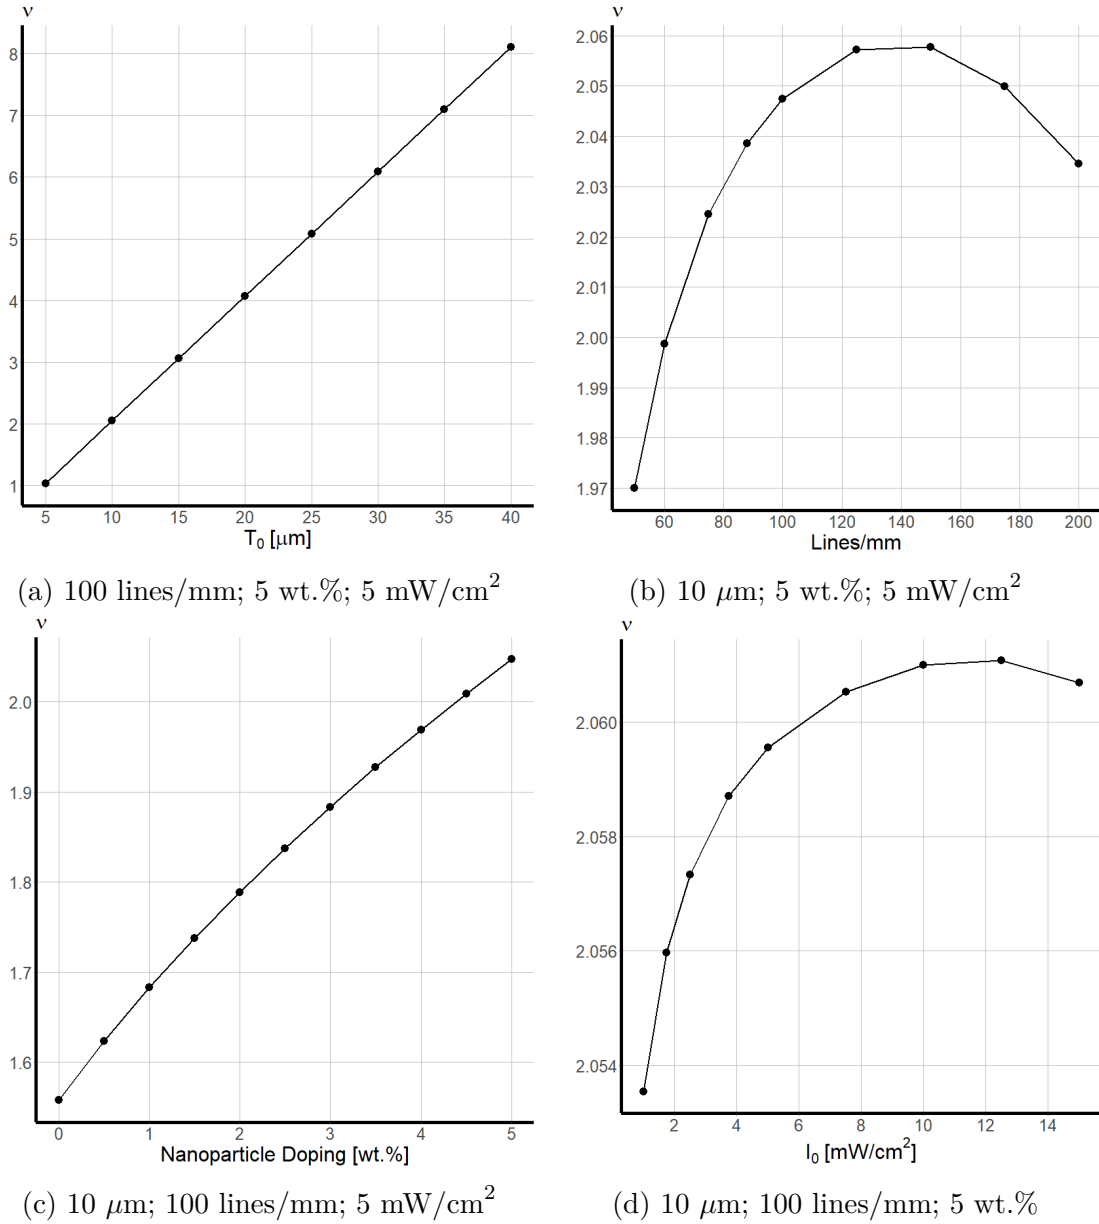 ν
8
7
6
5
4
3
2
1
5 10 15 20 25 30 35 40
T₀ [μm]
(a) 100 lines/mm; 5 wt.%; 5 mW/cm²
ν
2.06
2.05
2.04
2.03
2.02
2.01
2.00
1.99
1.98
1.97
60 80 100 120 140 160 180 200
Lines/mm
(b) 10 μm; 5 wt.%; 5 mW/cm²
ν
2.0
1.9
1.8
1.7
1.6
0 1 2 3 4 5
Nanoparticle Doping [wt.%]
(c) 10 μm; 100 lines/mm; 5 mW/cm²
ν
2.060
2.058
2.056
2.054
2 4 6 8 10 12 14
I₀ [mW/cm²]
(d) 10 μm; 100 lines/mm; 5 wt.%